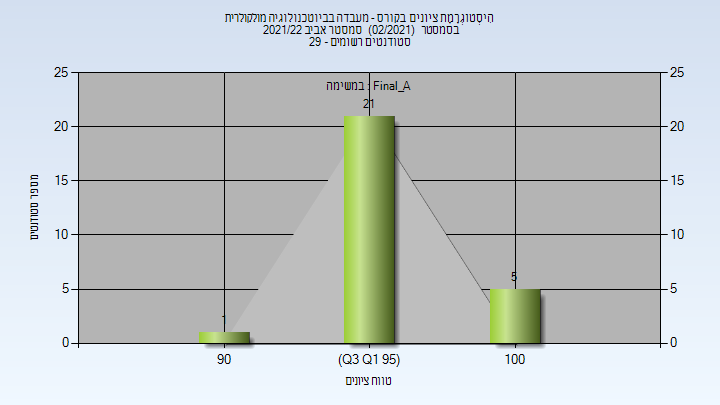 הִיסְטוֹגְרָמַת ציונים בקורס - מעבדה בביוטכנולוגיה מולקולרית
בסמסטר (02/2021) סמסטר אביב 2021/22
סטודנטים רשומים - 29
במשימה : Final_A
מספר סטודנטים
25
20
15
10
5
0
25
20
15
10
5
0
1
21
5
90
(Q3 Q1 95)
100
טווח ציונים